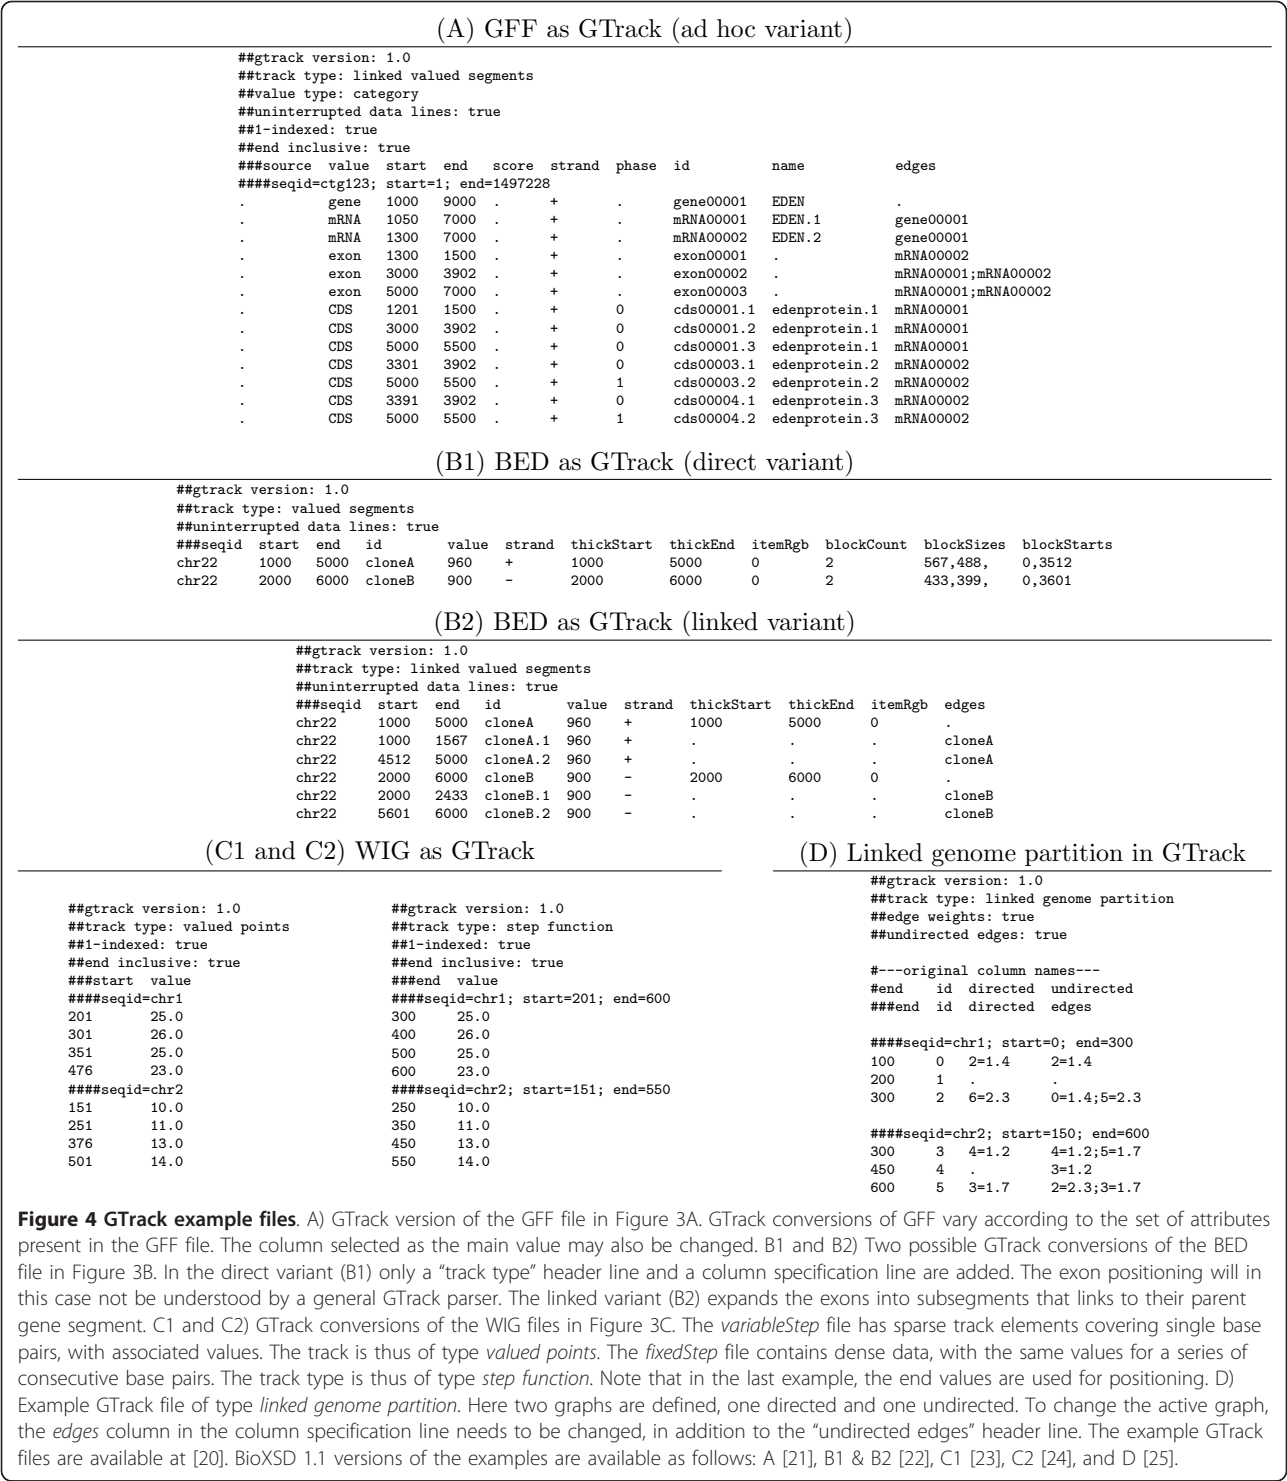 (A) GFF as GTrack (ad hoc variant)
##gtrack version: 1.0
##track type: linked valued segments
##value type: category
##uninterrupted data lines: true
##1-indexed: true
##end inclusive: true
###source value start end score strand phase id name edges
####seqid=ctg123; start=1; end=1497228
. gene 1000 9000 . + . gene00001 EDEN .
. mRNA 1050 7000 . + . mRNA00001 EDEN.1 gene00001
. mRNA 1300 7000 . + . mRNA00002 EDEN.2 gene00001
. exon 1300 1500 . + . exon00001 . mRNA00002
. exon 3000 3902 . + . exon00002 . mRNA00001;mRNA00002
. exon 5000 7000 . + . exon00003 . mRNA00001;mRNA00002
. CDS 1201 1500 . + 0 cds00001.1 edenprotein.1 mRNA00001
. CDS 3000 3902 . + 0 cds00001.2 edenprotein.1 mRNA00001
. CDS 5000 5500 . + 0 cds00001.3 edenprotein.1 mRNA00001
. CDS 3301 3902 . + 0 cds00003.1 edenprotein.2 mRNA00002
. CDS 5000 5500 . + 1 cds00003.2 edenprotein.2 mRNA00002
. CDS 3391 3902 . + 0 cds00004.1 edenprotein.3 mRNA00002
. CDS 5000 5500 . + 1 cds00004.2 edenprotein.3 mRNA00002
(B1) BED as GTrack (direct variant)
##gtrack version: 1.0
##track type: valued segments
##uninterrupted data lines: true
###seqid start end id value strand thickStart thickEnd itemRgb blockCount blockSizes blockStarts
chr22 1000 5000 cloneA 960 + 1000 5000 0 2 567,488, 0,3512
chr22 2000 6000 cloneB 900 - 2000 6000 0 2 433,399, 0,3601
(B2) BED as GTrack (linked variant)
##gtrack version: 1.0
##track type: linked valued segments
##uninterrupted data lines: true
###seqid start end id value strand thickStart thickEnd itemRgb edges
chr22 1000 5000 cloneA 960 + 1000 5000 0 .
chr22 1000 1567 cloneA.1 960 + . . . cloneA
chr22 4512 5000 cloneA.2 960 + . . . cloneA
chr22 2000 6000 cloneB 900 - 2000 6000 0 .
chr22 2000 2433 cloneB.1 900 - . . . cloneB
chr22 5601 6000 cloneB.2 900 - . . . cloneB
(C1 and C2) WIG as GTrack
##gtrack version: 1.0
##track type: valued points
##1-indexed: true
##end inclusive: true
###start value
####seqid=chr1
201 25.0
301 26.0
351 25.0
476 23.0
####seqid=chr2
151 10.0
251 11.0
376 13.0
501 14.0
##gtrack version: 1.0
##track type: step function
##1-indexed: true
##end inclusive: true
###end value
####seqid=chr1; start=201; end=600
300 25.0
400 26.0
500 25.0
600 23.0
####seqid=chr2; start=151; end=550
250 10.0
350 11.0
450 13.0
550 14.0
(D) Linked genome partition in GTrack
##gtrack version: 1.0
##track type: linked genome partition
##edge weights: true
##undirected edges: true
#---original column names---
#end id directed undirected
###end id directed edges
####seqid=chr1; start=0; end=300
100 0 2=1.4 2=1.4
200 1 . .
300 2 6=2.3 0=1.4;5=2.3
####seqid=chr2; start=150; end=600
300 3 4=1.2 4=1.2;5=1.7
450 4 . 3=1.2
600 5 3=1.7 2=2.3;3=1.7
Figure 4 GTrack example files. A) GTrack version of the GFF file in Figure 3A. GTrack conversions of GFF vary according to the set of attributes
present in the GFF file. The column selected as the main value may also be changed. B1 and B2) Two possible GTrack conversions of the BED
file in Figure 3B. In the direct variant (B1) only a “track type” header line and a column specification line are added. The exon positioning will in
this case not be understood by a general GTrack parser. The linked variant (B2) expands the exons into subsegments that links to their parent
gene segment. C1 and C2) GTrack conversions of the WIG files in Figure 3C. The variableStep file has sparse track elements covering single base
pairs, with associated values. The track is thus of type valued points. The fixedStep file contains dense data, with the same values for a series of
consecutive base pairs. The track type is thus of type step function. Note that in the last example, the end values are used for positioning. D)
Example GTrack file of type linked genome partition. Here two graphs are defined, one directed and one undirected. To change the active graph,
the edges column in the column specification line needs to be changed, in addition to the “undirected edges” header line. The example GTrack
files are available at [20]. BioXSD 1.1 versions of the examples are available as follows: A [21], B1 & B2 [22], C1 [23], C2 [24], and D [25].